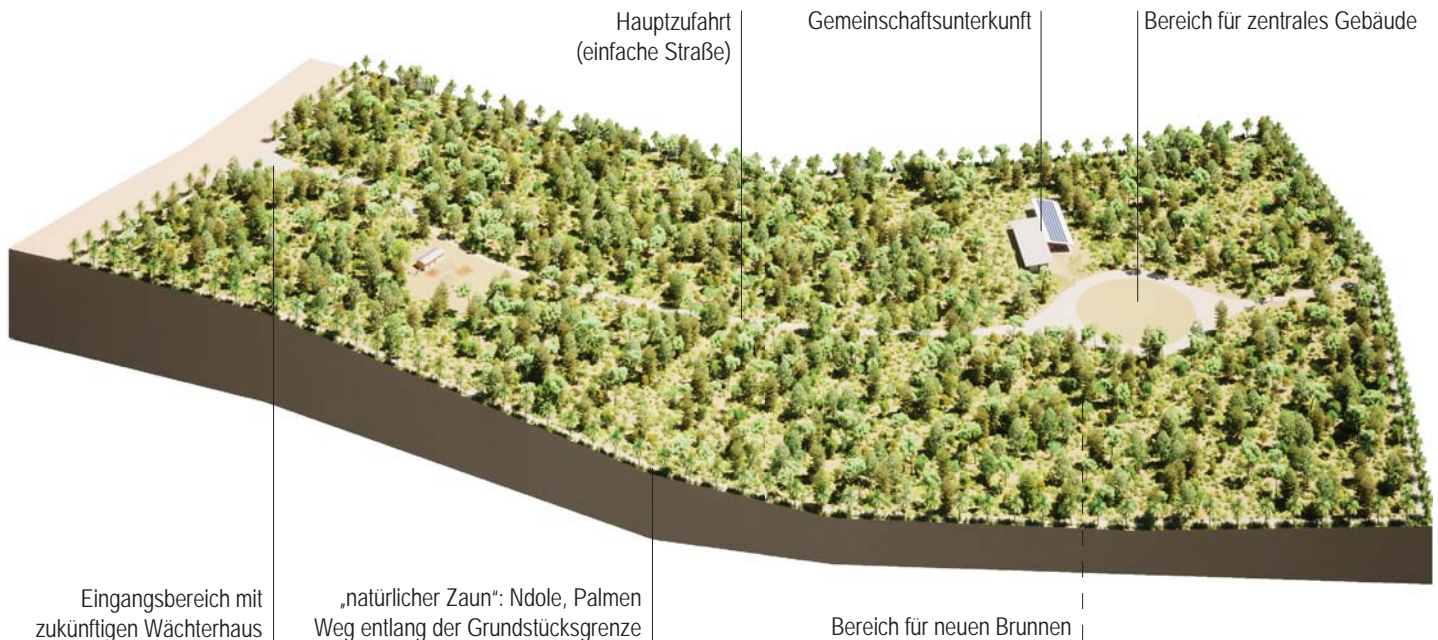 Hauptzufahrt
(einfache Straße)
Gemeinschaftsunterkunft
Bereich für zentrales Gebäude
Eingangsbereich mit
zukünftigen Wächterhaus
„natürlicher Zaun“: Ndole, Palmen
Weg entlang der Grundstücksgrenze
Bereich für neuen Brunnen